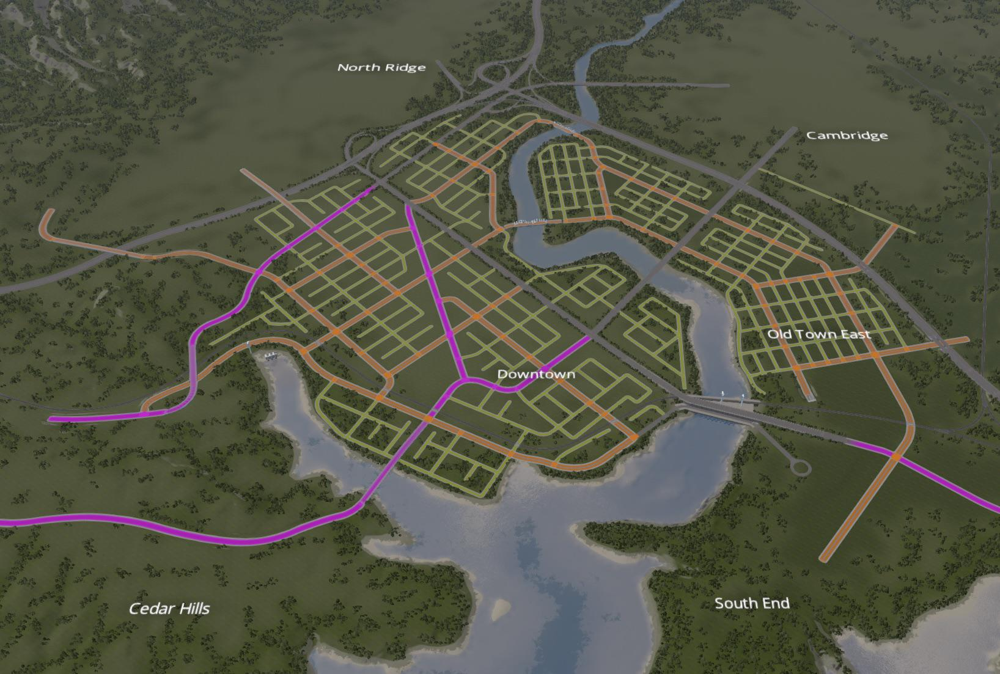 North Ridge
Cambridge
Old Town East
Downtown
South End
Cedar Hills